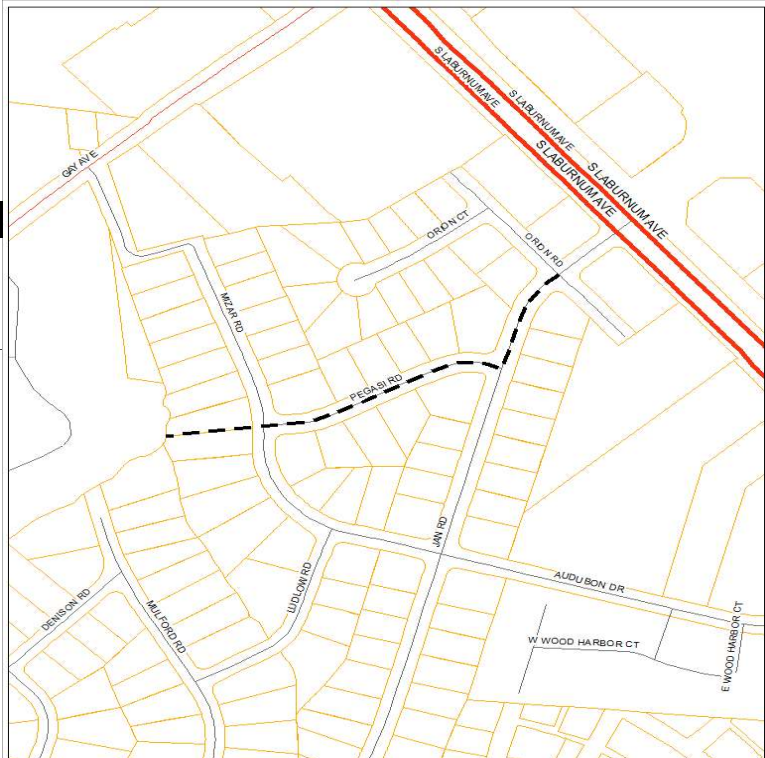 S LABURNUM AVE
S LABURNUM AVE
S LABURNUM AVE
S LABURNUM AVE
GAY AVE
ORION CT
ORION RD
MIZAR RD
PEGASI RD
JAN RD
AUDUBON DR
LUDLOW RD
DENISON RD
MULFORD RD
W WOOD HARBOR CT
E WOOD HARBOR CT